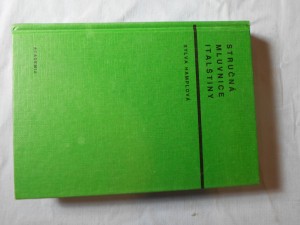 STRUČNÁ
MLUVNICE
ITALŠTINY
SYLVA HAMPLOVÁ
ACADEMIA